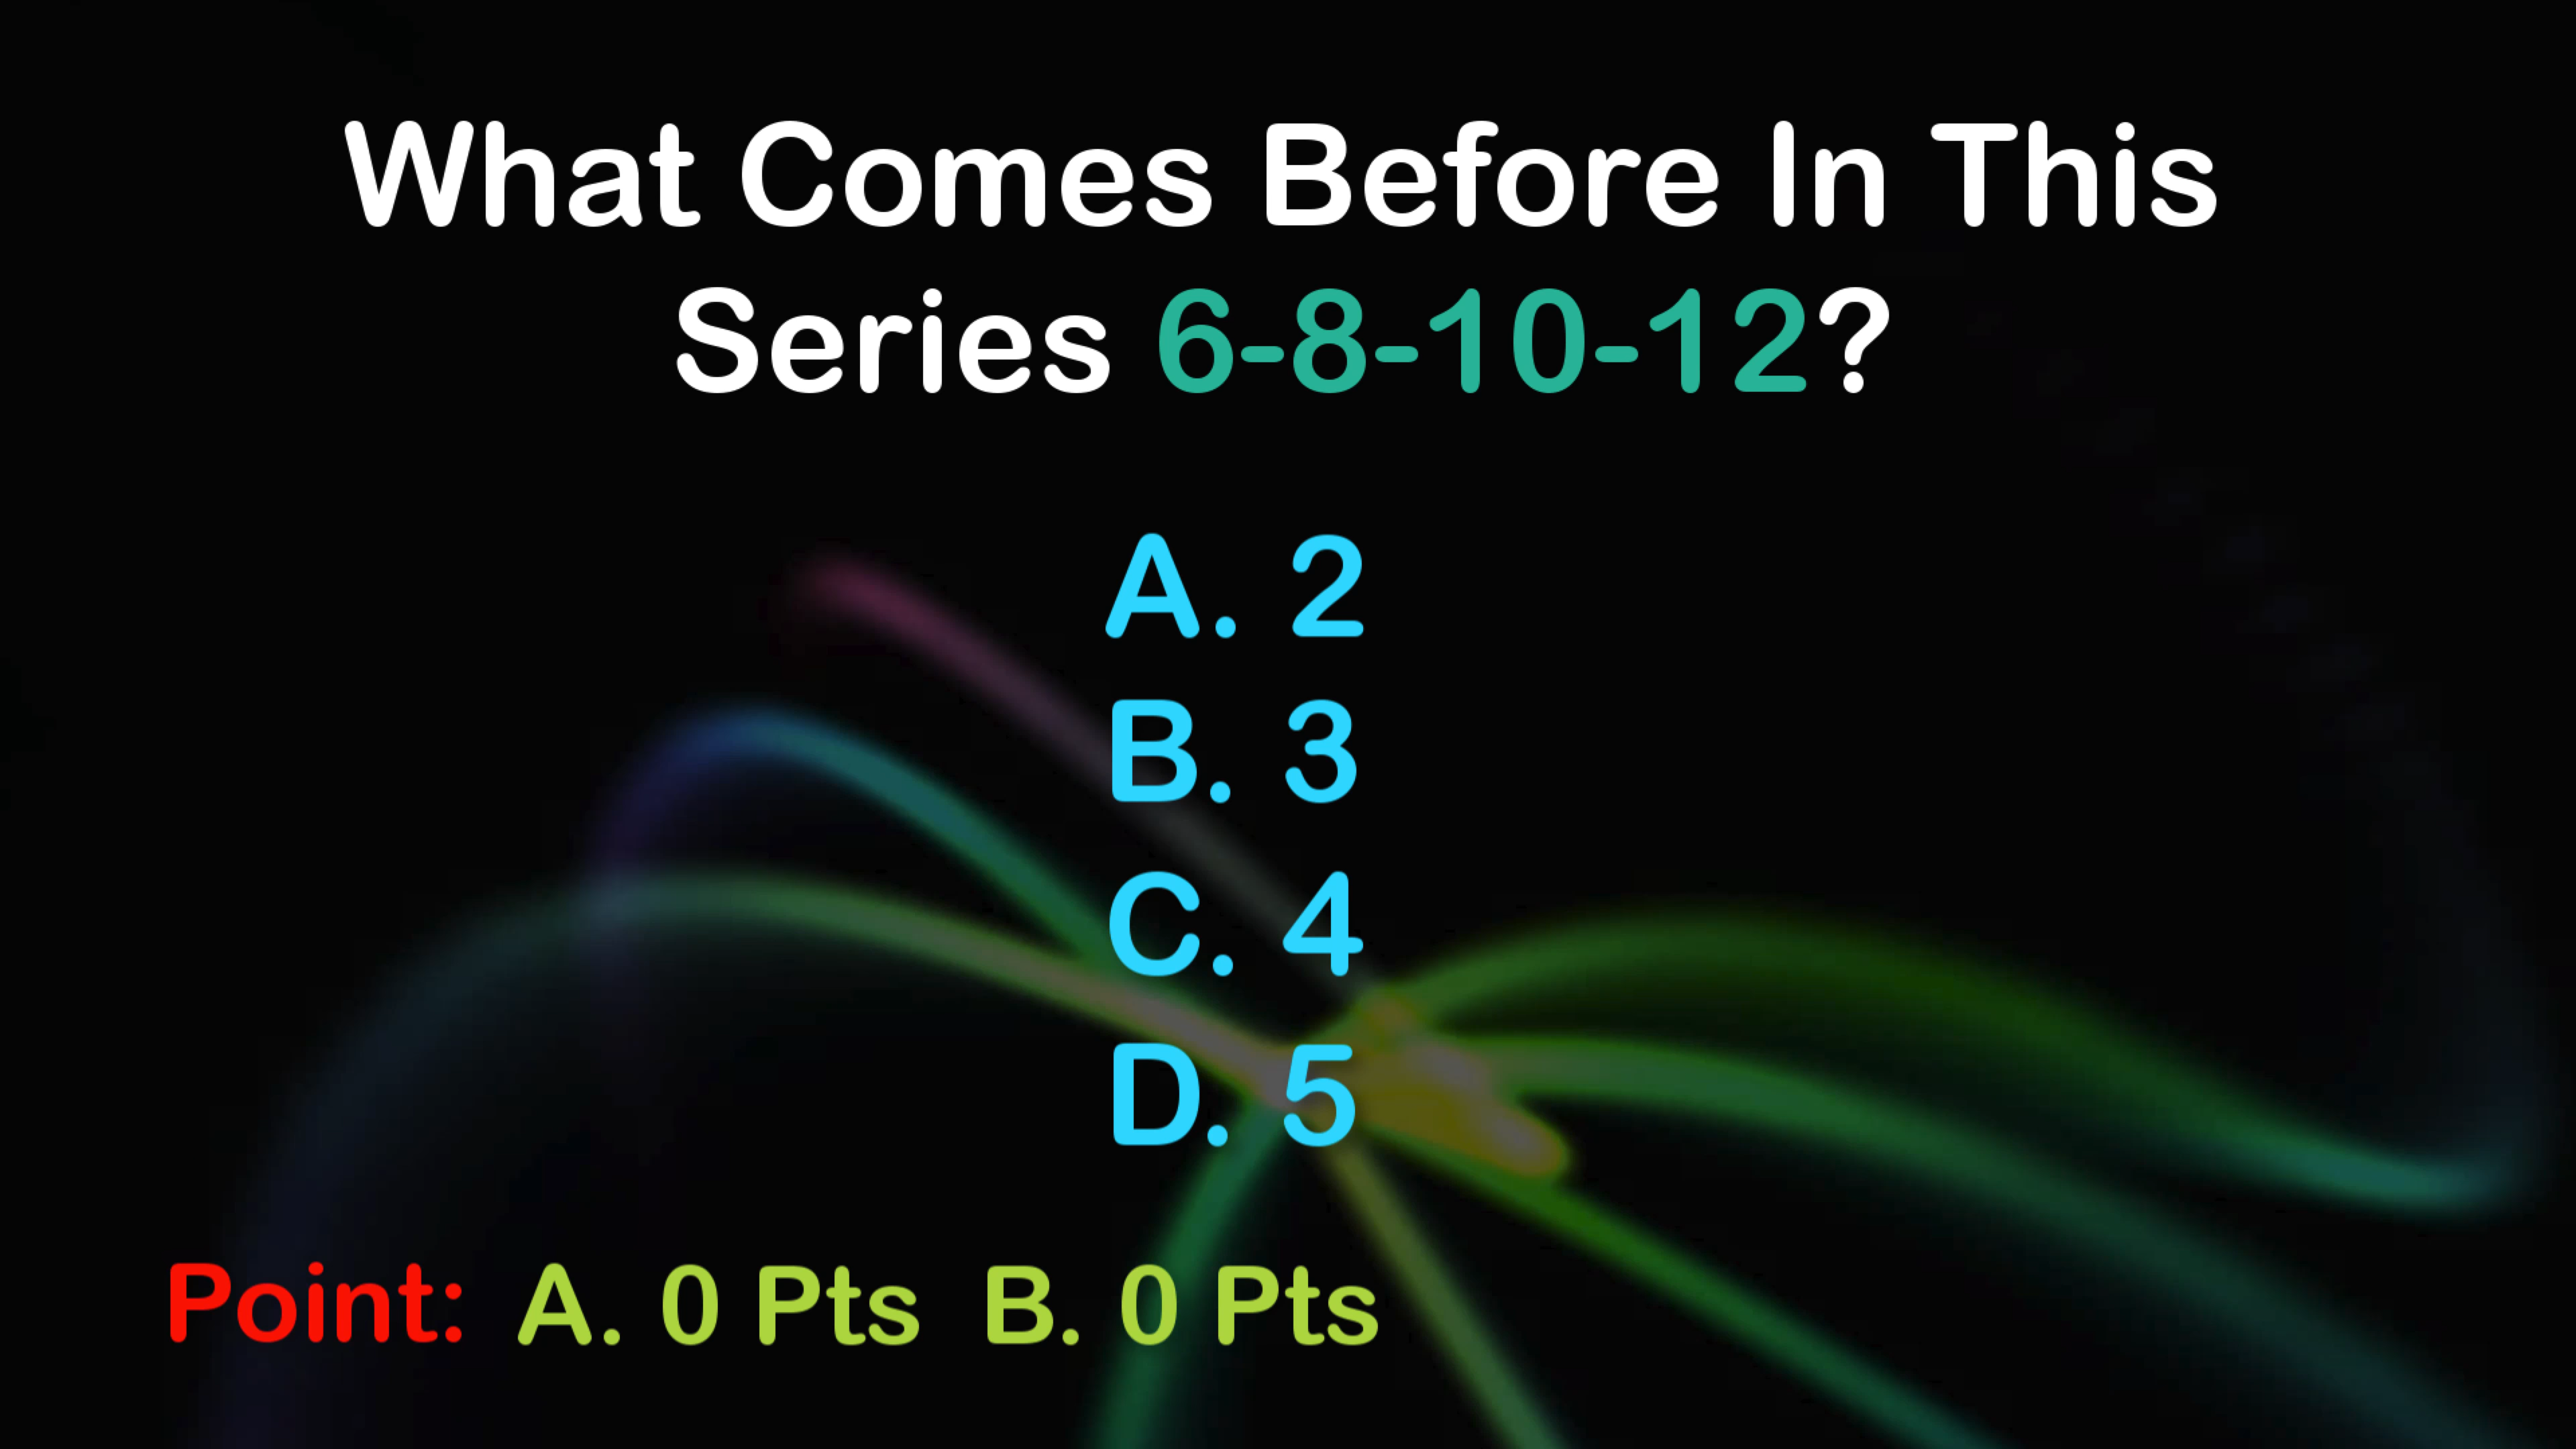 What Comes Before In This
Series 6-8-10-12?
A. 2
B. 3
C. 4
D. 5
Point: A. 0 Pts B. 0 Pts